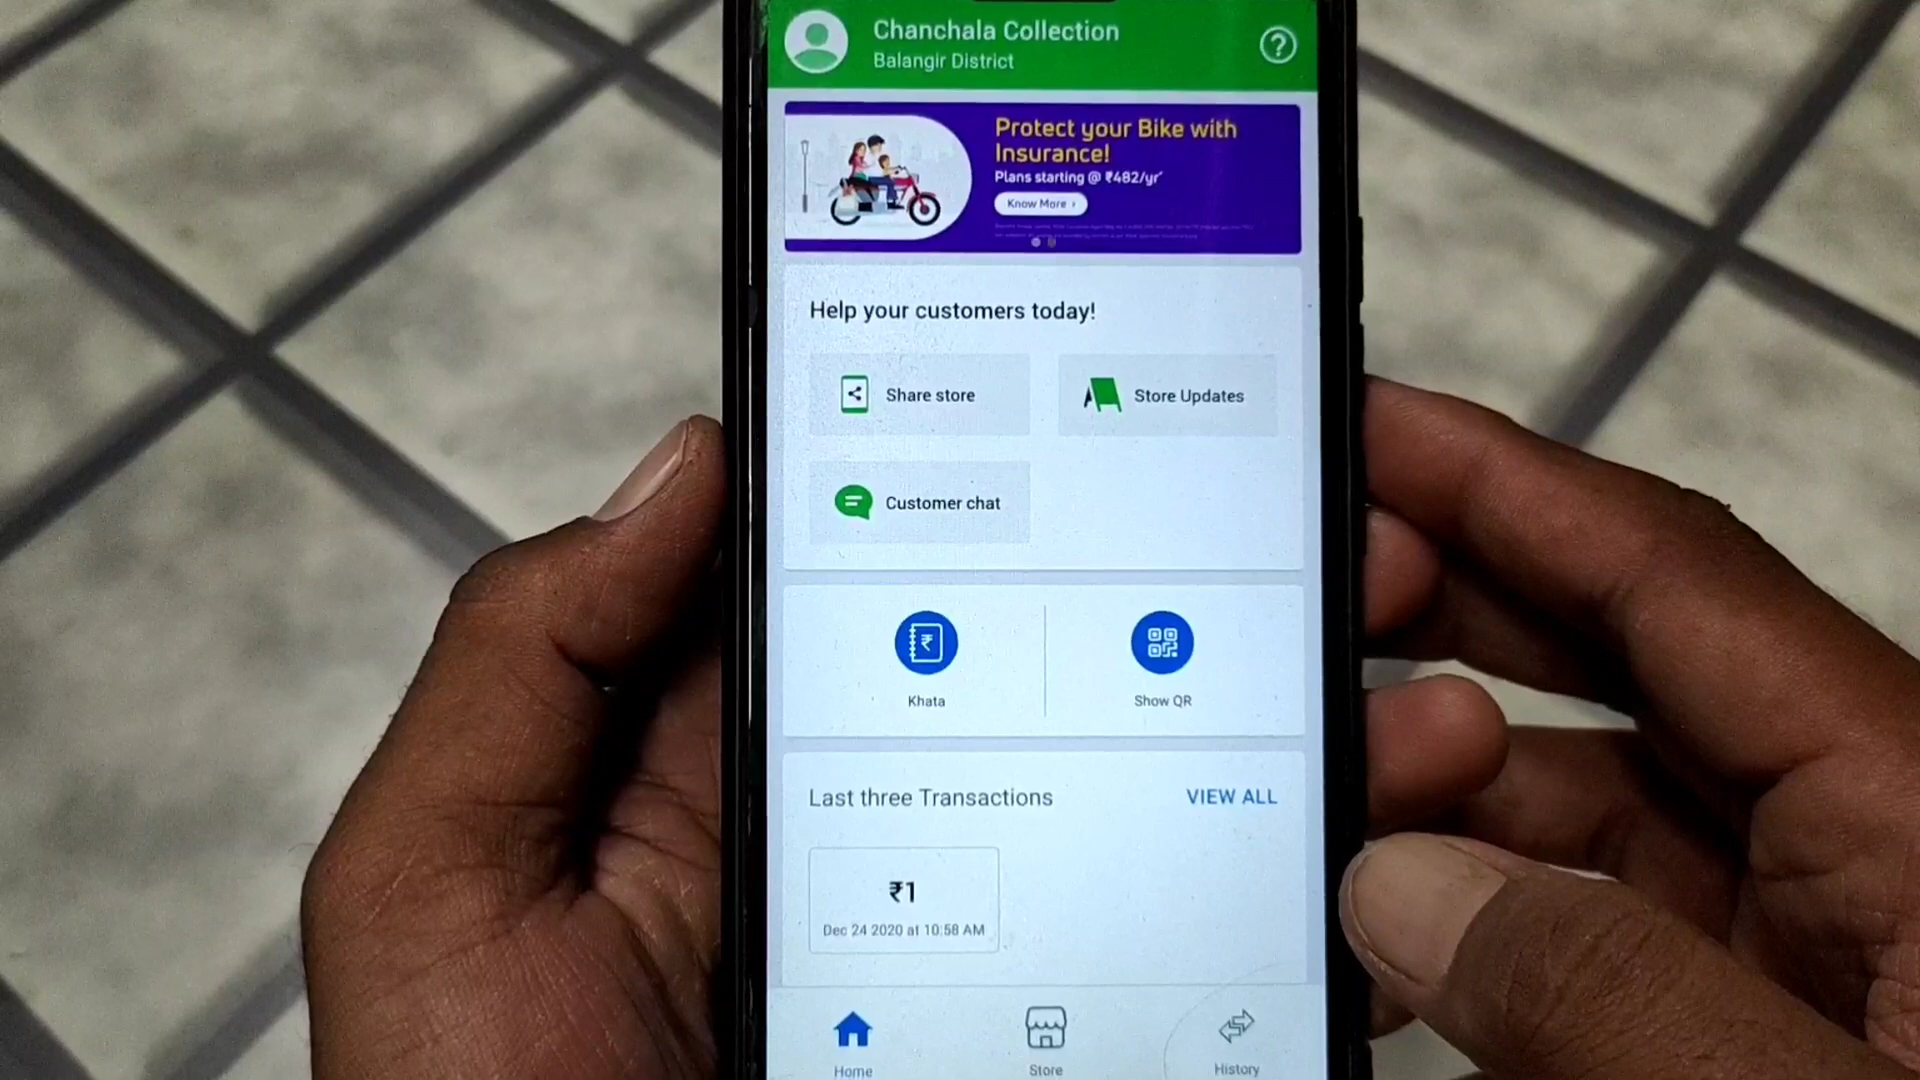 Chanchala Collection
Balangir District
Protect your Bike with
Insurance!
Plans starting @ ₹482/yr*
Know More ›
Help your customers today!
Share store
Store Updates
Customer chat
Khata
Show QR
Last three Transactions
VIEW ALL
₹1
Dec 24 2020 at 10:58 AM
Home
Store
History